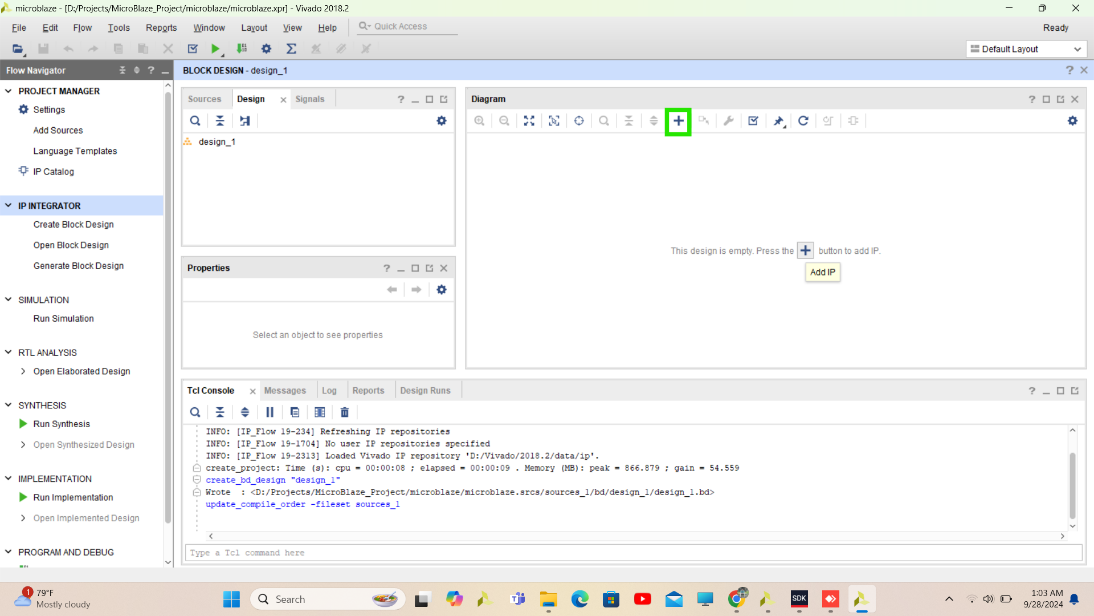 microblaze - [D:/Projects/MicroBlaze_Project/microblaze/microblaze.xpr] - Vivado 2018.2
File Edit Flow Tools Reports Window Layout View Help Quick Access Ready
Default Layout
Flow Navigator
BLOCK DESIGN - design_1
PROJECT MANAGER
Settings
Add Sources
Language Templates
IP Catalog
IP INTEGRATOR
Create Block Design
Open Block Design
Generate Block Design
SIMULATION
Run Simulation
RTL ANALYSIS
Open Elaborated Design
SYNTHESIS
Run Synthesis
Open Synthesized Design
IMPLEMENTATION
Run Implementation
Open Implemented Design
PROGRAM AND DEBUG
Sources Design Signals
design_1
Properties
Select an object to see properties
Diagram
This design is empty. Press the button to add IP.
Add IP
Tcl Console Messages Log Reports Design Runs
INFO: [IP_Flow 19-234] Refreshing IP repositories
INFO: [IP_Flow 19-1704] No user IP repositories specified
INFO: [IP_Flow 19-2313] Loaded Vivado IP repository 'D:/Vivado/2018.2/data/ip'.
create_project: Time (s): cpu = 00:00:08 ; elapsed = 00:00:09 . Memory (MB): peak = 866.879 ; gain = 54.559
create_bd_design "design_1"
Wrote : <D:/Projects/MicroBlaze_Project/microblaze/microblaze.srcs/sources_1/bd/design_1/design_1.bd>
update_compile_order -fileset sources_1
Type a Tcl command here
1
79°F
Mostly cloudy
Search
SDK
1:03 AM
9/28/2024